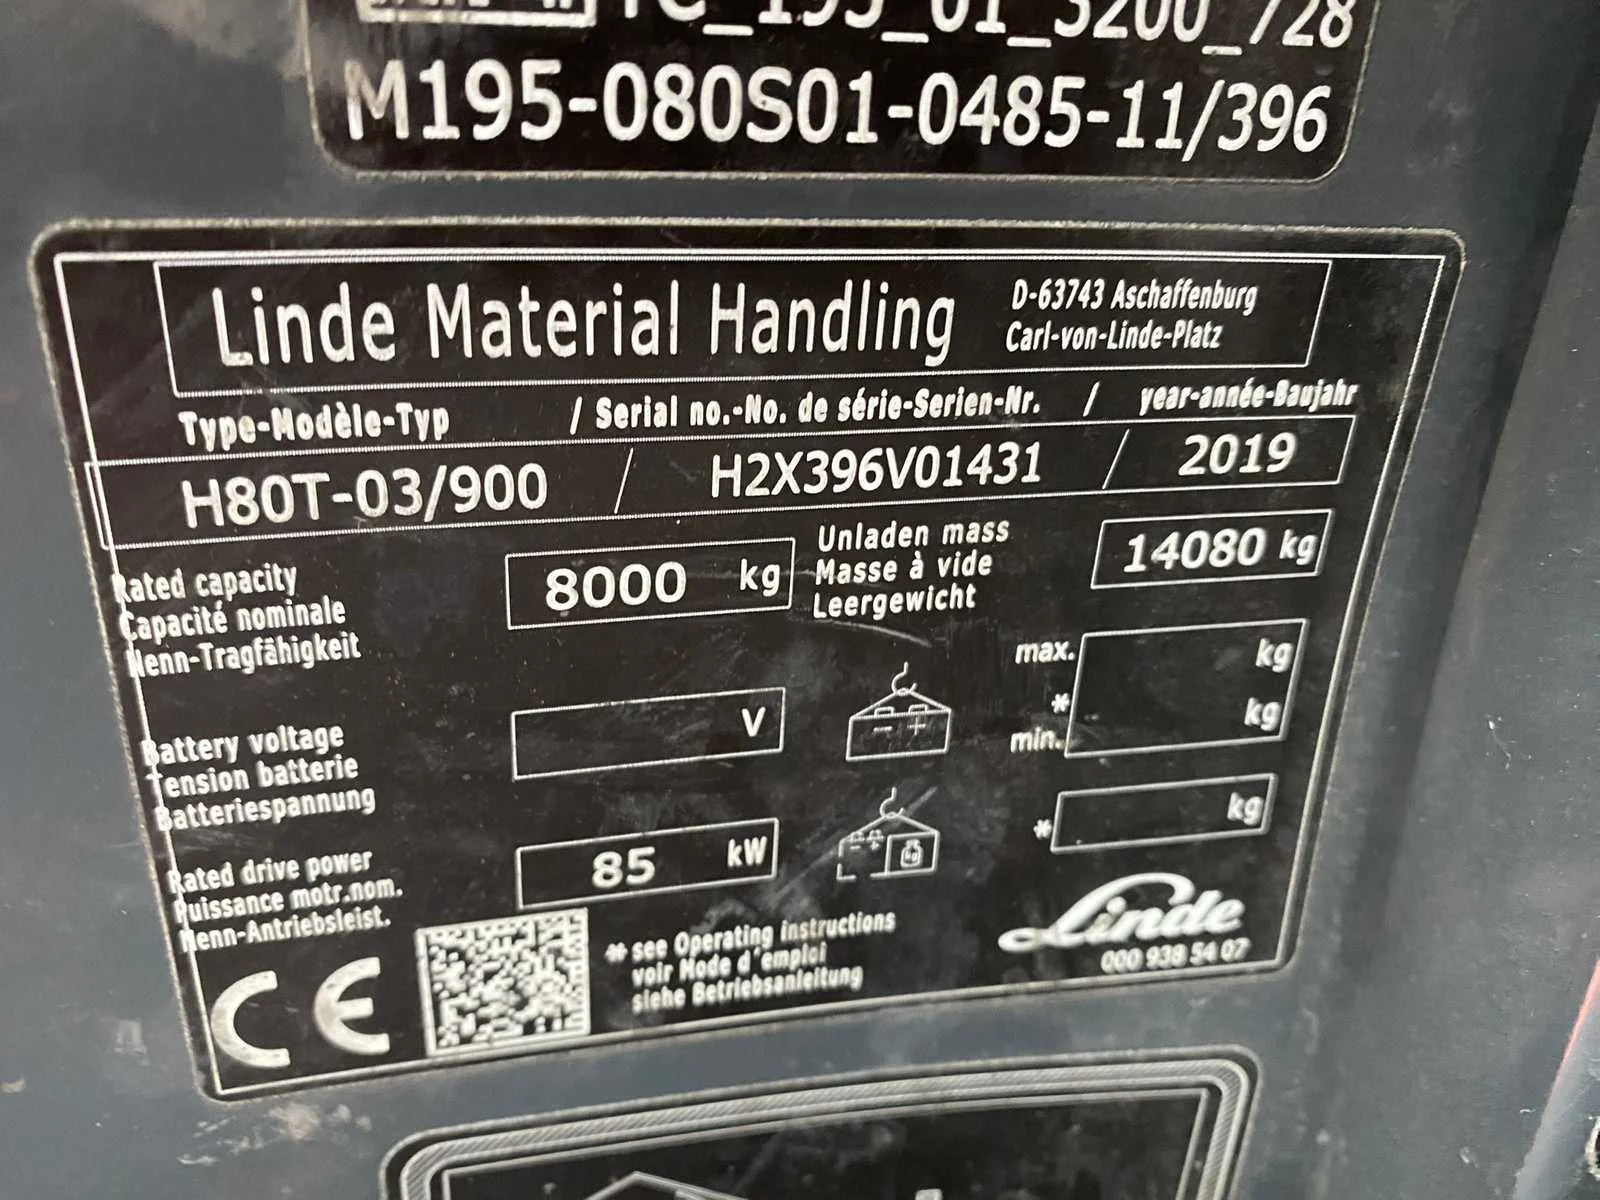 TC_195_01_3200_728
M195-080S01-0485-11/396
Linde Material Handling
D-63743 Aschaffenburg
Carl-von-Linde-Platz
Type-Modèle-Typ / Serial no.-No. de série-Serien-Nr. / year-année-Baujahr
H80T-03/900 / H2X396V01431 / 2019
Rated capacity
Capacité nominale
Nenn-Tragfähigkeit
8000 kg
Unladen mass
Masse à vide
Leergewicht
14080 kg
Battery voltage
Tension batterie
Batteriespannung
V
- +
max. kg
*
min. kg
Rated drive power
Puissance motr.nom.
Nenn-Antriebsleist.
85 kW
- +
kg
* kg
CE
* see Operating instructions
voir Mode d'emploi
siehe Betriebsanleitung
Linde
000 938 54 07